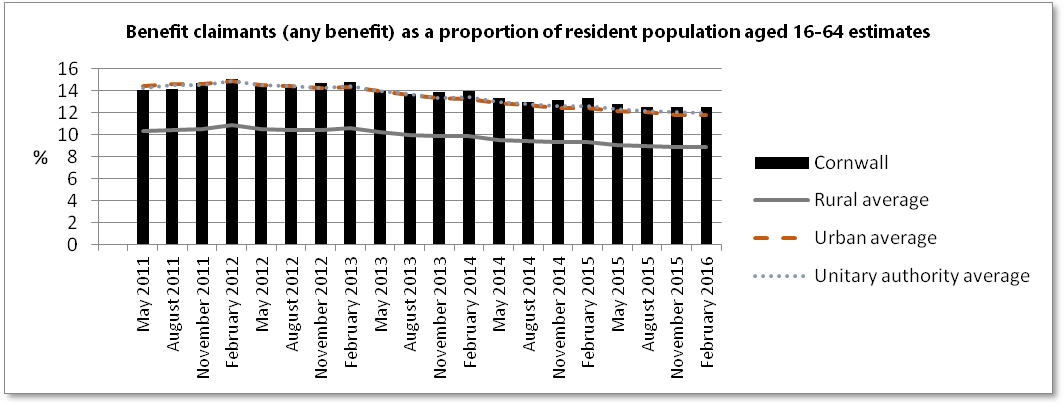 Benefit claimants (any benefit) as a proportion of resident population aged 16-64 estimates
16
14
12
10
8
6
4
2
0
%
May 2011
August 2011
November 2011
February 2012
May 2012
August 2012
November 2012
February 2013
May 2013
August 2013
November 2013
February 2014
May 2014
August 2014
November 2014
February 2015
May 2015
August 2015
November 2015
February 2016
Cornwall
Rural average
Urban average
Unitary authority average